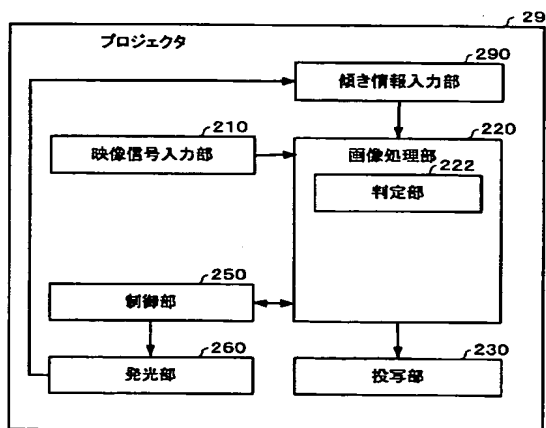 29
プロジェクタ
290
傾き情報入力部
210
映像信号入力部
220
画像処理部
222
判定部
250
制御部
260
発光部
230
投写部